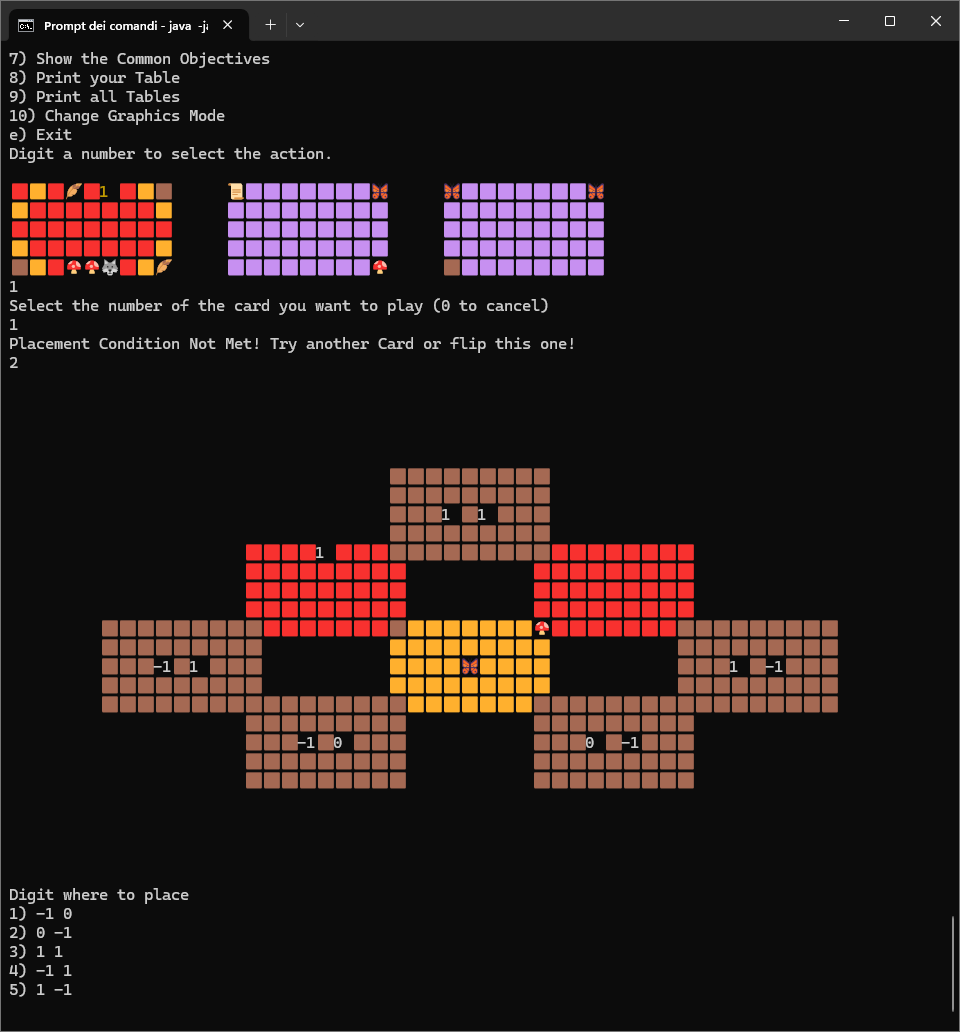 Prompt dei comandi - java -ja
7) Show the Common Objectives
8) Print your Table
9) Print all Tables
10) Change Graphics Mode
e) Exit
Digit a number to select the action.
1
1
Select the number of the card you want to play (0 to cancel)
1
Placement Condition Not Met! Try another Card or flip this one!
2
1 1
1
-1 1 1 -1
-1 0 0 -1
Digit where to place
1) -1 0
2) 0 -1
3) 1 1
4) -1 1
5) 1 -1